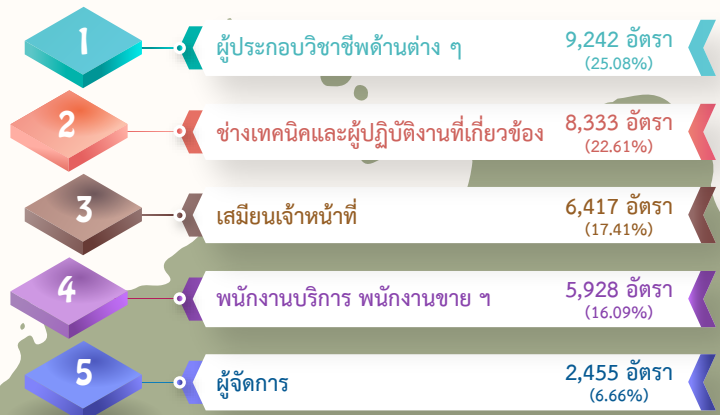 1
ผู้ประกอบวิชาชีพด้านต่าง ๆ
9,242 อัตรา
(25.08%)
2
ช่างเทคนิคและผู้ปฏิบัติงานที่เกี่ยวข้อง
8,333 อัตรา
(22.61%)
3
เสมียนเจ้าหน้าที่
6,417 อัตรา
(17.41%)
4
พนักงานบริการ พนักงานขาย ฯ
5,928 อัตรา
(16.09%)
5
ผู้จัดการ
2,455 อัตรา
(6.66%)